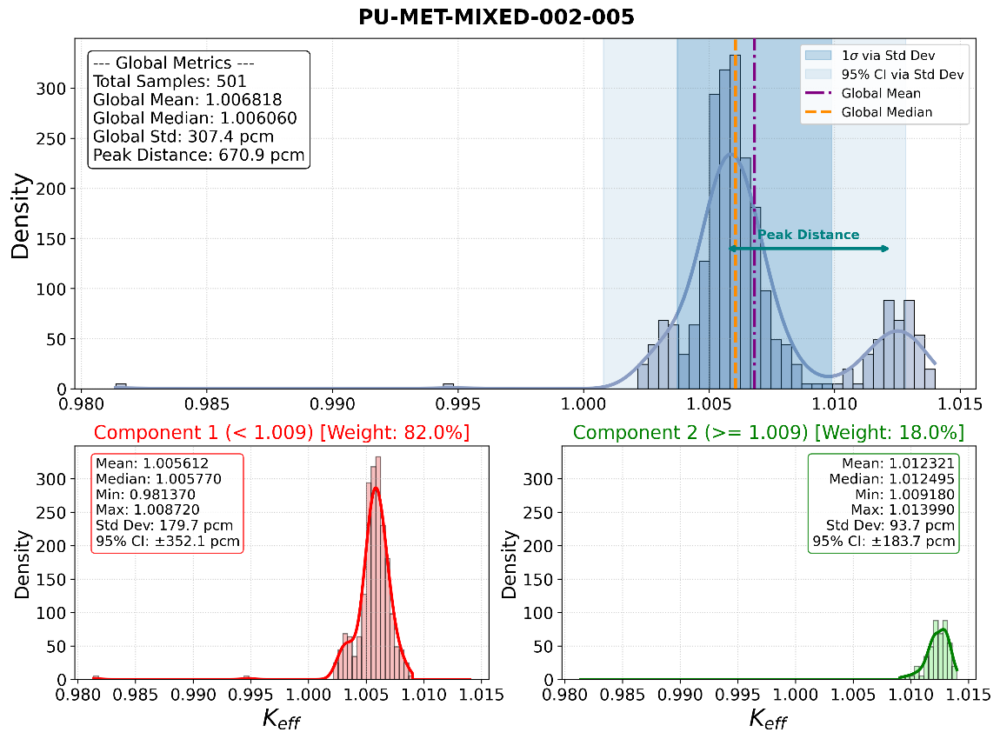 PU-MET-MIXED-002-005
--- Global Metrics ---
Total Samples: 501
Global Mean: 1.006818
Global Median: 1.006060
Global Std: 307.4 pcm
Peak Distance: 670.9 pcm
1σ via Std Dev
95% CI via Std Dev
Global Mean
Global Median
Peak Distance
Density
300
250
200
150
100
50
0
0.980 0.985 0.990 0.995 1.000 1.005 1.010 1.015
Component 1 (< 1.009) [Weight: 82.0%]
Mean: 1.005612
Median: 1.005770
Min: 0.981370
Max: 1.008720
Std Dev: 179.7 pcm
95% CI: ±352.1 pcm
Density
300
250
200
150
100
50
0
0.980 0.985 0.990 0.995 1.000 1.005 1.010 1.015
K_eff
Component 2 (>= 1.009) [Weight: 18.0%]
Mean: 1.012321
Median: 1.012495
Min: 1.009180
Max: 1.013990
Std Dev: 93.7 pcm
95% CI: ±183.7 pcm
Density
300
250
200
150
100
50
0
0.980 0.985 0.990 0.995 1.000 1.005 1.010 1.015
K_eff